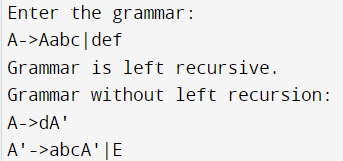 Enter the grammar:
A->Aabc|def
Grammar is left recursive.
Grammar without left recursion:
A->dA'
A'->abcA'|E